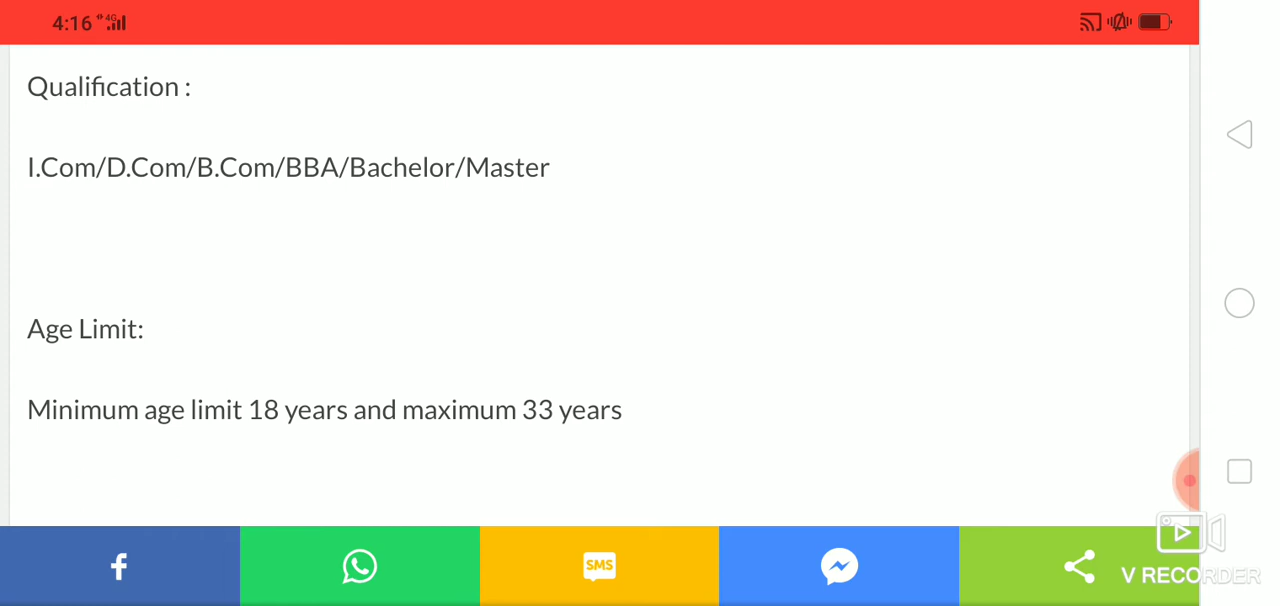 4:16 4G
Qualification :
I.Com/D.Com/B.Com/BBA/Bachelor/Master
Age Limit:
Minimum age limit 18 years and maximum 33 years
f
SMS
V RECORDER